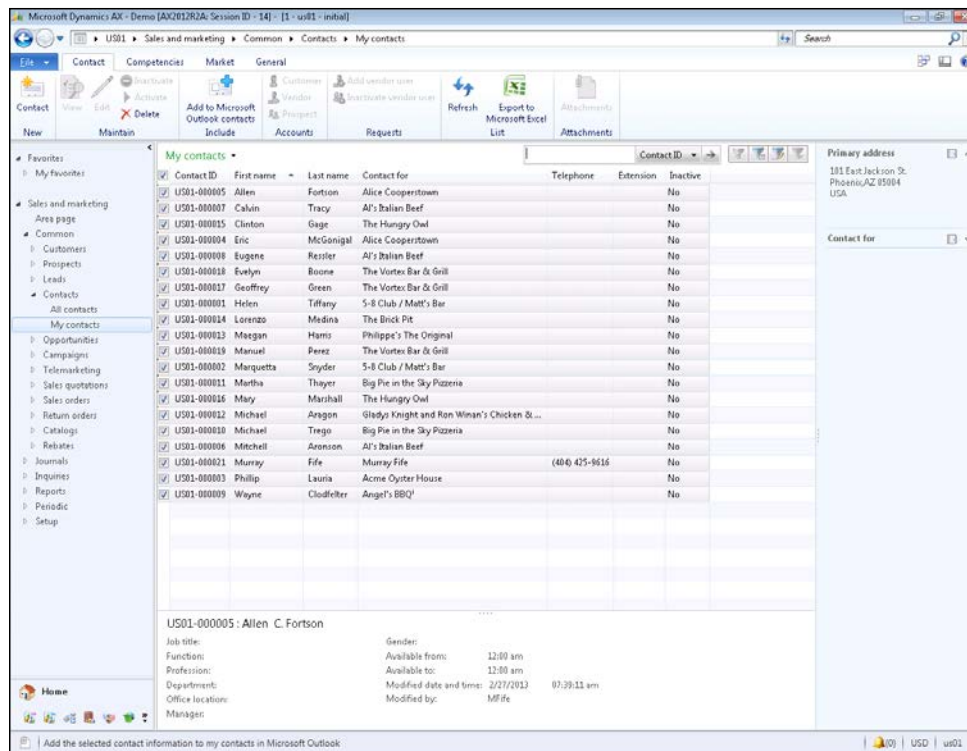 Microsoft Dynamics AX - Demo [AX2012R2A: Session ID - 14] - [1 - us01 - initial]
US01 Sales and marketing Common Contacts My contacts Search
File Contact Competencies Market General
Contact View Edit Inactivate Activate Delete Add to Microsoft Outlook contacts Customer Vendor Prospect Add vendor user Inactivate vendor user Refresh Export to Microsoft Excel Attachments
New Maintain Include Accounts Requests List Attachments
Favorites
My favorites
Sales and marketing
Area page
Common
Customers
Prospects
Leads
Contacts
All contacts
My contacts
Opportunities
Campaigns
Telemarketing
Sales quotations
Sales orders
Return orders
Catalogs
Rebates
Journals
Inquiries
Reports
Periodic
Setup
Home
My contacts Contact ID
Contact ID First name Last name Contact for Telephone Extension Inactive
US01-000005 Allen Fortson Alice Cooperstown No
US01-000007 Calvin Tracy Al's Italian Beef No
US01-000015 Clinton Gage The Hungry Owl No
US01-000004 Eric McGonigal Alice Cooperstown No
US01-000008 Eugene Ressler Al's Italian Beef No
US01-000018 Evelyn Boone The Vortex Bar & Grill No
US01-000017 Geoffrey Green The Vortex Bar & Grill No
US01-000001 Helen Tiffany 5-8 Club / Matt's Bar No
US01-000014 Lorenzo Medina The Brick Pit No
US01-000013 Maegan Harris Philippe's The Original No
US01-000019 Manuel Perez The Vortex Bar & Grill No
US01-000002 Marquetta Snyder 5-8 Club / Matt's Bar No
US01-000011 Martha Thayer Big Pie in the Sky Pizzeria No
US01-000016 Mary Marshall The Hungry Owl No
US01-000012 Michael Aragon Gladys Knight and Ron Winan's Chicken &... No
US01-000010 Michael Trego Big Pie in the Sky Pizzeria No
US01-000006 Mitchell Aronson Al's Italian Beef No
US01-000021 Murray Fife Murray Fife (404) 425-9616 No
US01-000003 Phillip Lauria Acme Oyster House No
US01-000009 Wayne Clodfelter Angel's BBQ' No
US01-000005 : Allen C. Fortson
Job title: Gender:
Function: Available from: 12:00 am
Profession: Available to: 12:00 am
Department: Modified date and time: 2/27/2013 07:39:11 am
Office location: Modified by: MFife
Manager:
Primary address
101 East Jackson St.
Phoenix,AZ 85004
USA
Contact for
Add the selected contact information to my contacts in Microsoft Outlook (0) USD us01